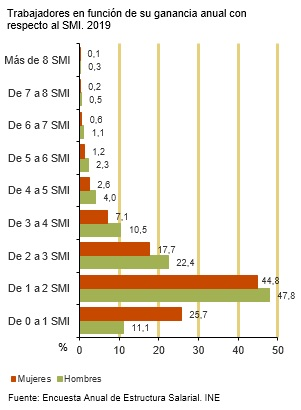 Trabajadores en función de su ganancia anual con
respecto al SMI. 2019
Más de 8 SMI
0,1
0,3
De 7 a 8 SMI
0,2
0,5
De 6 a 7 SMI
0,6
1,1
De 5 a 6 SMI
1,2
2,3
De 4 a 5 SMI
2,6
4,0
De 3 a 4 SMI
7,1
10,5
De 2 a 3 SMI
17,7
22,4
De 1 a 2 SMI
44,8
47,8
De 0 a 1 SMI
25,7
11,1
% 0 10 20 30 40 50
Mujeres Hombres
Fuente: Encuesta Anual de Estructura Salarial. INE